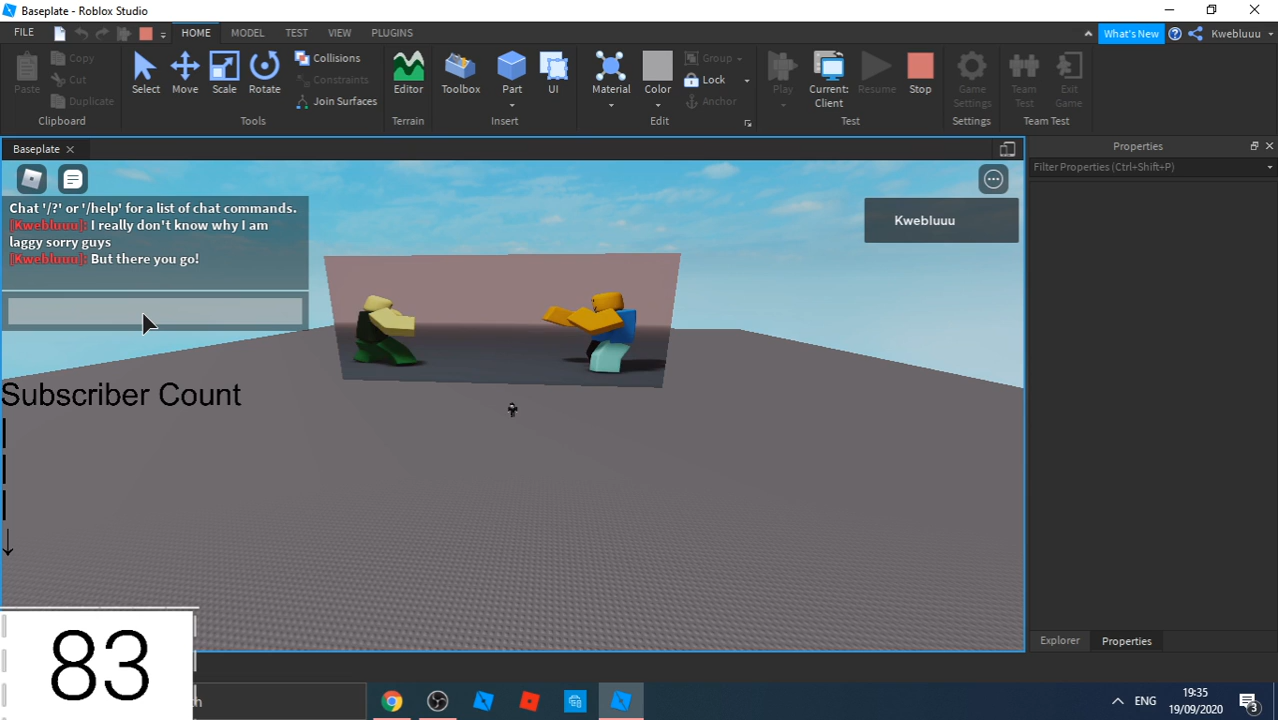 Baseplate - Roblox Studio
FILE HOME MODEL TEST VIEW PLUGINS What's New Kwebluuu
Paste Copy Cut Duplicate Clipboard
Select Move Scale Rotate Collisions Constraints Join Surfaces Tools
Editor Terrain
Toolbox Part UI Insert
Material Color Group Lock Anchor Edit
Play Current: Client Resume Stop Test
Game Settings Settings
Team Test Exit Game Team Test
Baseplate
Properties
Filter Properties (Ctrl+Shift+P)
Chat '/?' or '/help' for a list of chat commands.
[Kwebluuu]: I really don't know why I am
laggy sorry guys
[Kwebluuu]: But there you go!
Kwebluuu
Subscriber Count
|
|
|
↓
83
Explorer Properties
ENG
19:35
19/09/2020
3